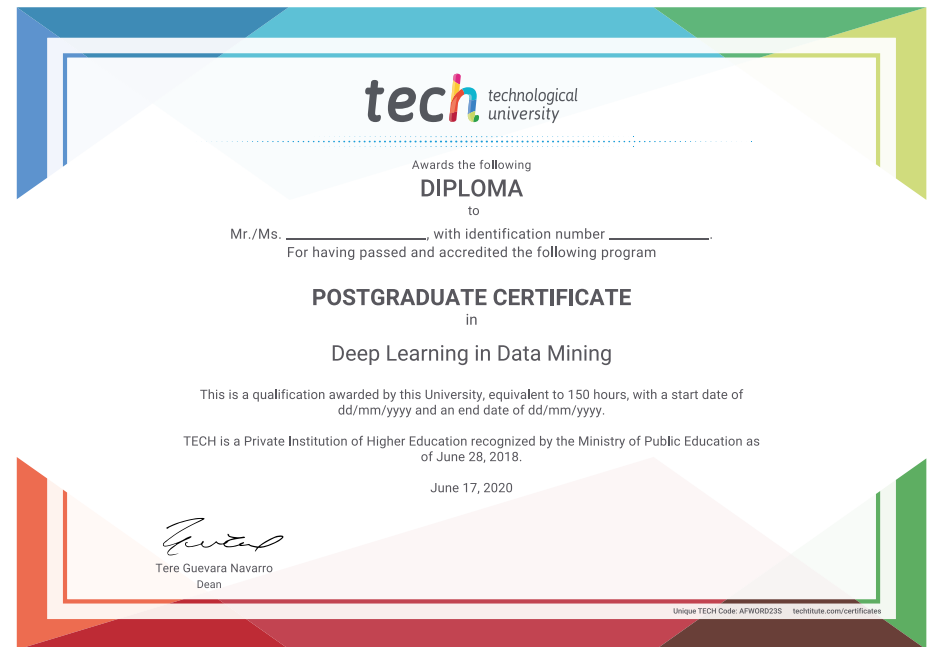 tech technological
university
Awards the following
DIPLOMA
to
Mr./Ms. ____________________, with identification number ______________.
For having passed and accredited the following program
POSTGRADUATE CERTIFICATE
in
Deep Learning in Data Mining
This is a qualification awarded by this University, equivalent to 150 hours, with a start date of
dd/mm/yyyy and an end date of dd/mm/yyyy.
TECH is a Private Institution of Higher Education recognized by the Ministry of Public Education as
of June 28, 2018.
June 17, 2020
Tere Guevara Navarro
Dean
Unique TECH Code: AFWORD23S techtitute.com/certificates